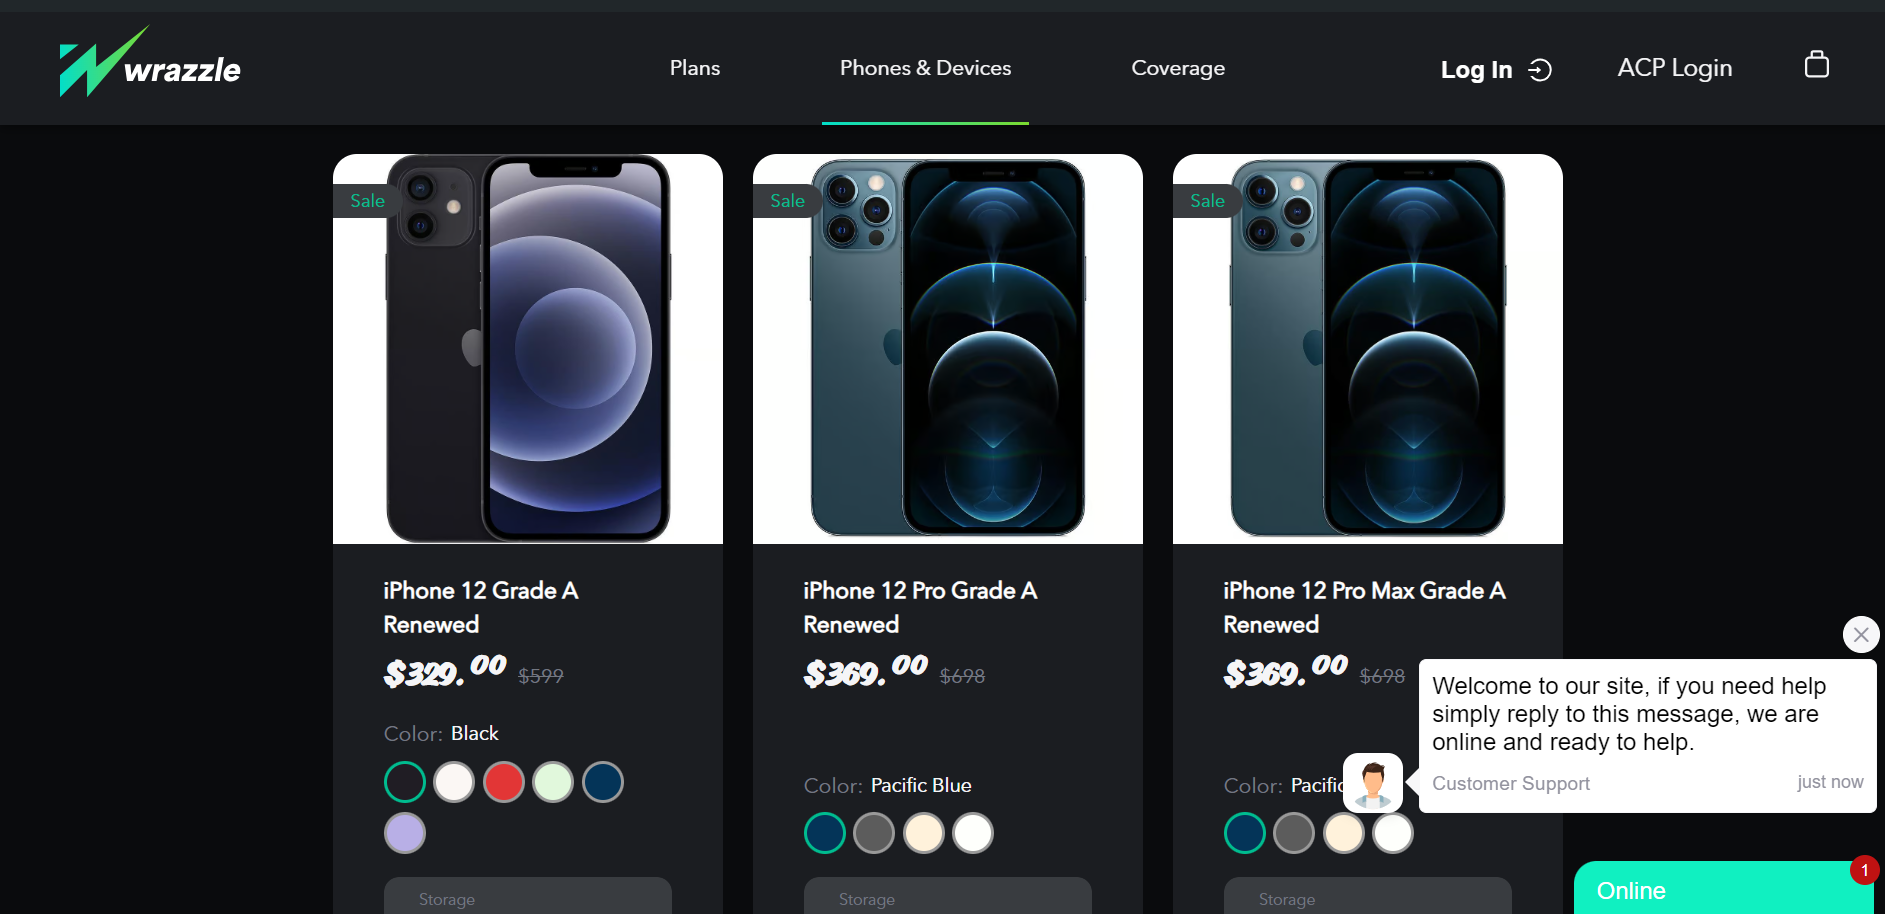 wrazzle
Plans
Phones & Devices
Coverage
Log In
ACP Login
Sale
Sale
Sale
iPhone 12 Grade A
Renewed
$329.00 $599
Color: Black
Storage
iPhone 12 Pro Grade A
Renewed
$369.00 $698
Color: Pacific Blue
Storage
iPhone 12 Pro Max Grade A
Renewed
$369.00 $698
Color: Pacific
Storage
Welcome to our site, if you need help
simply reply to this message, we are
online and ready to help.
Customer Support
just now
Online
1